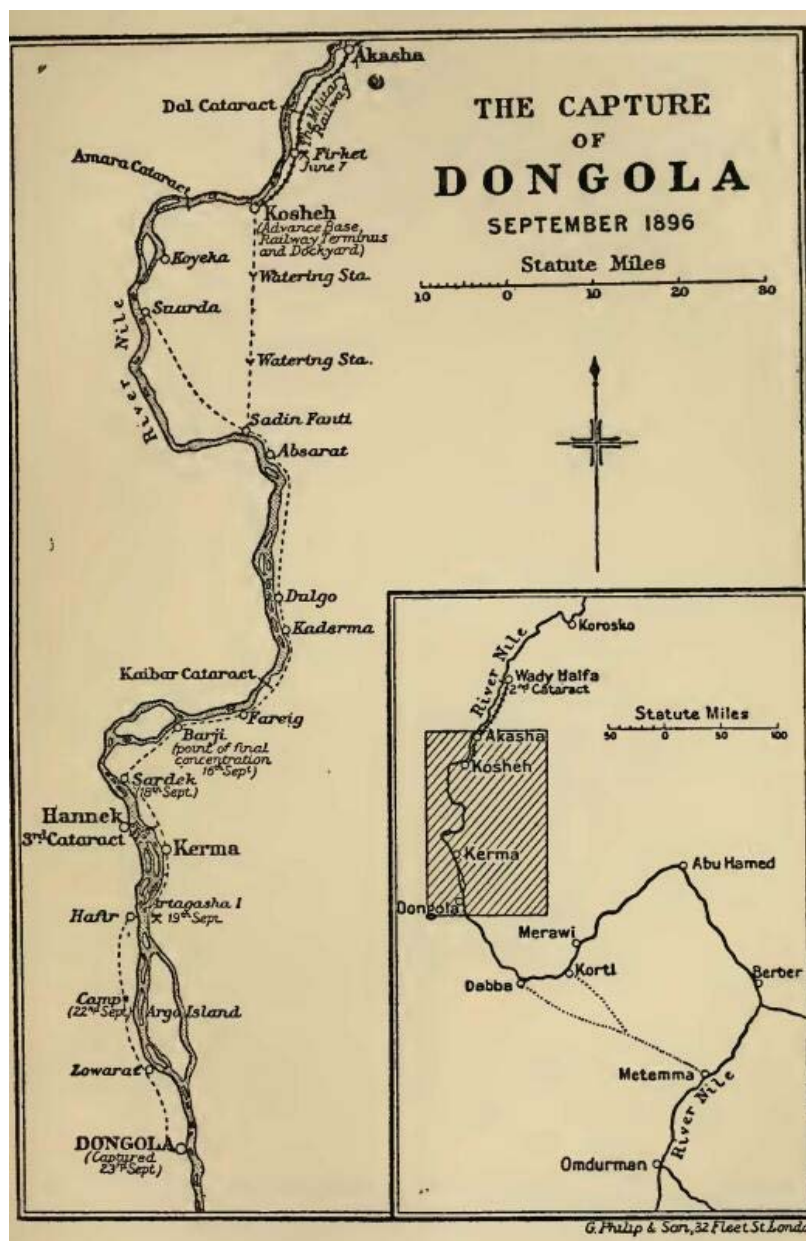 THE CAPTURE
OF
DONGOLA
SEPTEMBER 1896
Statute Miles
10 0 10 20 30
Akasha
Dal Cataract
The Military
Railway
Firket
June 7
Amara Cataract
Kosheh
(Advance Base,
Railway Terminus
and Dockyard)
Koyeka
Watering Sta.
Suarda
River Nile
Watering Sta.
Sadin Fanti
Absarat
Dulgo
Kaderma
Kaibar Cataract
Fareig
Barji
(point of final
concentration
16th Sept)
Sardek
(18th Sept.)
Hannek
3rd Cataract
Kerma
Artagasha I
19th Sept.
Hafir
Camp
(22nd Sept)
Argo Island
Zowarat
DONGOLA
(Captured
23rd Sept.)
Korosko
River Nile
Wady Halfa
2nd Cataract
Statute Miles
50 0 50 100
Akasha
Kosheh
Kerma
Dongola
Abu Hamed
Merawi
Korti
Dabba
Berber
Metemma
River Nile
Omdurman
G. Philip & Son, 32 Fleet St. Londo